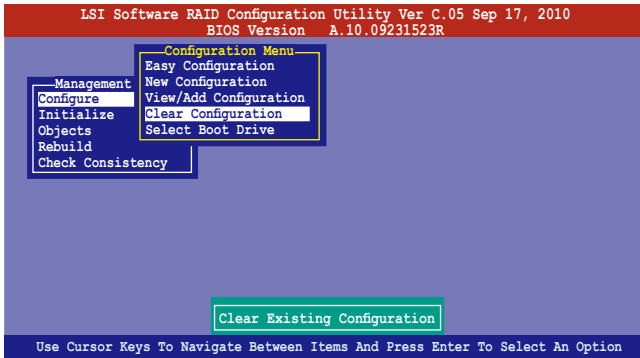 LSI Software RAID Configuration Utility Ver C.05 Sep 17, 2010
BIOS Version A.10.09231523R
Configuration Menu
Easy Configuration
New Configuration
View/Add Configuration
Clear Configuration
Select Boot Drive
Management
Configure
Initialize
Objects
Rebuild
Check Consistency
Clear Existing Configuration
Use Cursor Keys To Navigate Between Items And Press Enter To Select An Option